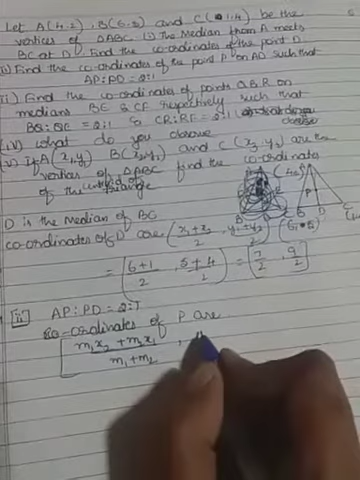 Let A(4,2), B(6,5) and C(1,4) be the
vertices of ΔABC (i) The Median from A meets
BC at D. Find the co-ordinates of the point D.
ii) Find the co-ordinates of the point P on AD such that
AP:PD = 2:1
iii) Find the co-ordinates of points Q & R on
medians BE & CF respectively such that
BQ:QE = 2:1 & CR:RF = 2:1
(iv) What do you observe
(v) If A(x₁,y₁) B(x₂,y₂) and C(x₃,y₃) are the
vertices of ΔABC find the co-ordinates
of the centroid of triangle
D is the Median of BC
co-ordinates of D are (x₁+x₂/2 , y₁+y₂/2)
= (6+1/2 , 5+4/2) = (7/2 , 9/2)
[ii] AP:PD = 2:1
co-ordinates of P are
[m₁x₂+m₂x₁/m₁+m₂ ,